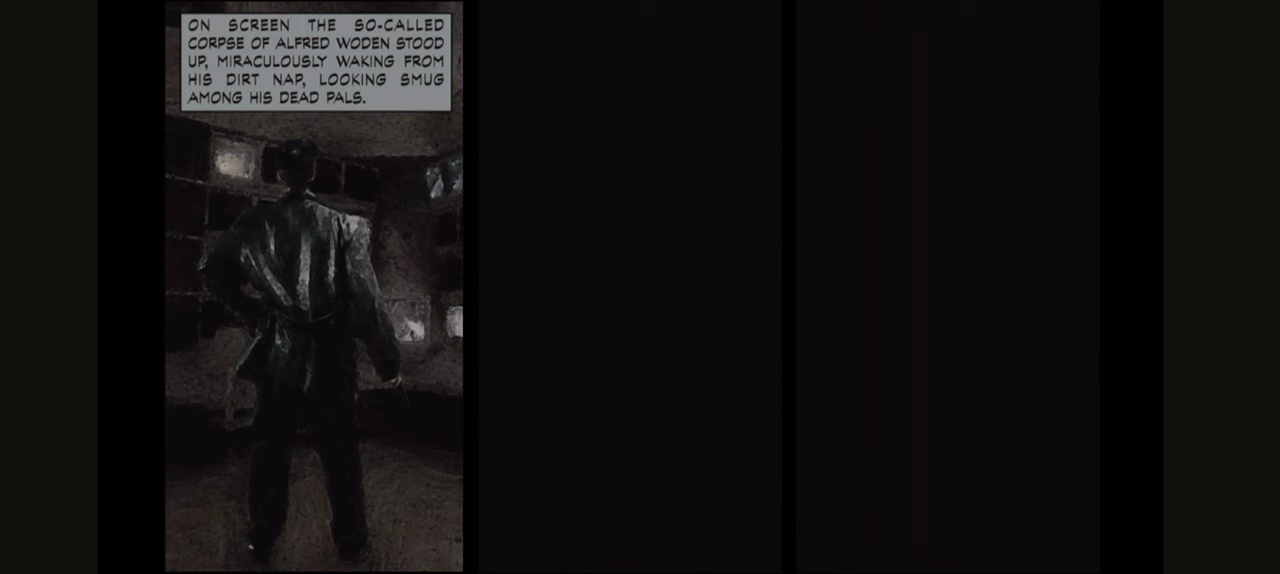 ON SCREEN THE SO-CALLED
CORPSE OF ALFRED WODEN STOOD
UP, MIRACULOUSLY WAKING FROM
HIS DIRT NAP, LOOKING SMUG
AMONG HIS DEAD PALS.